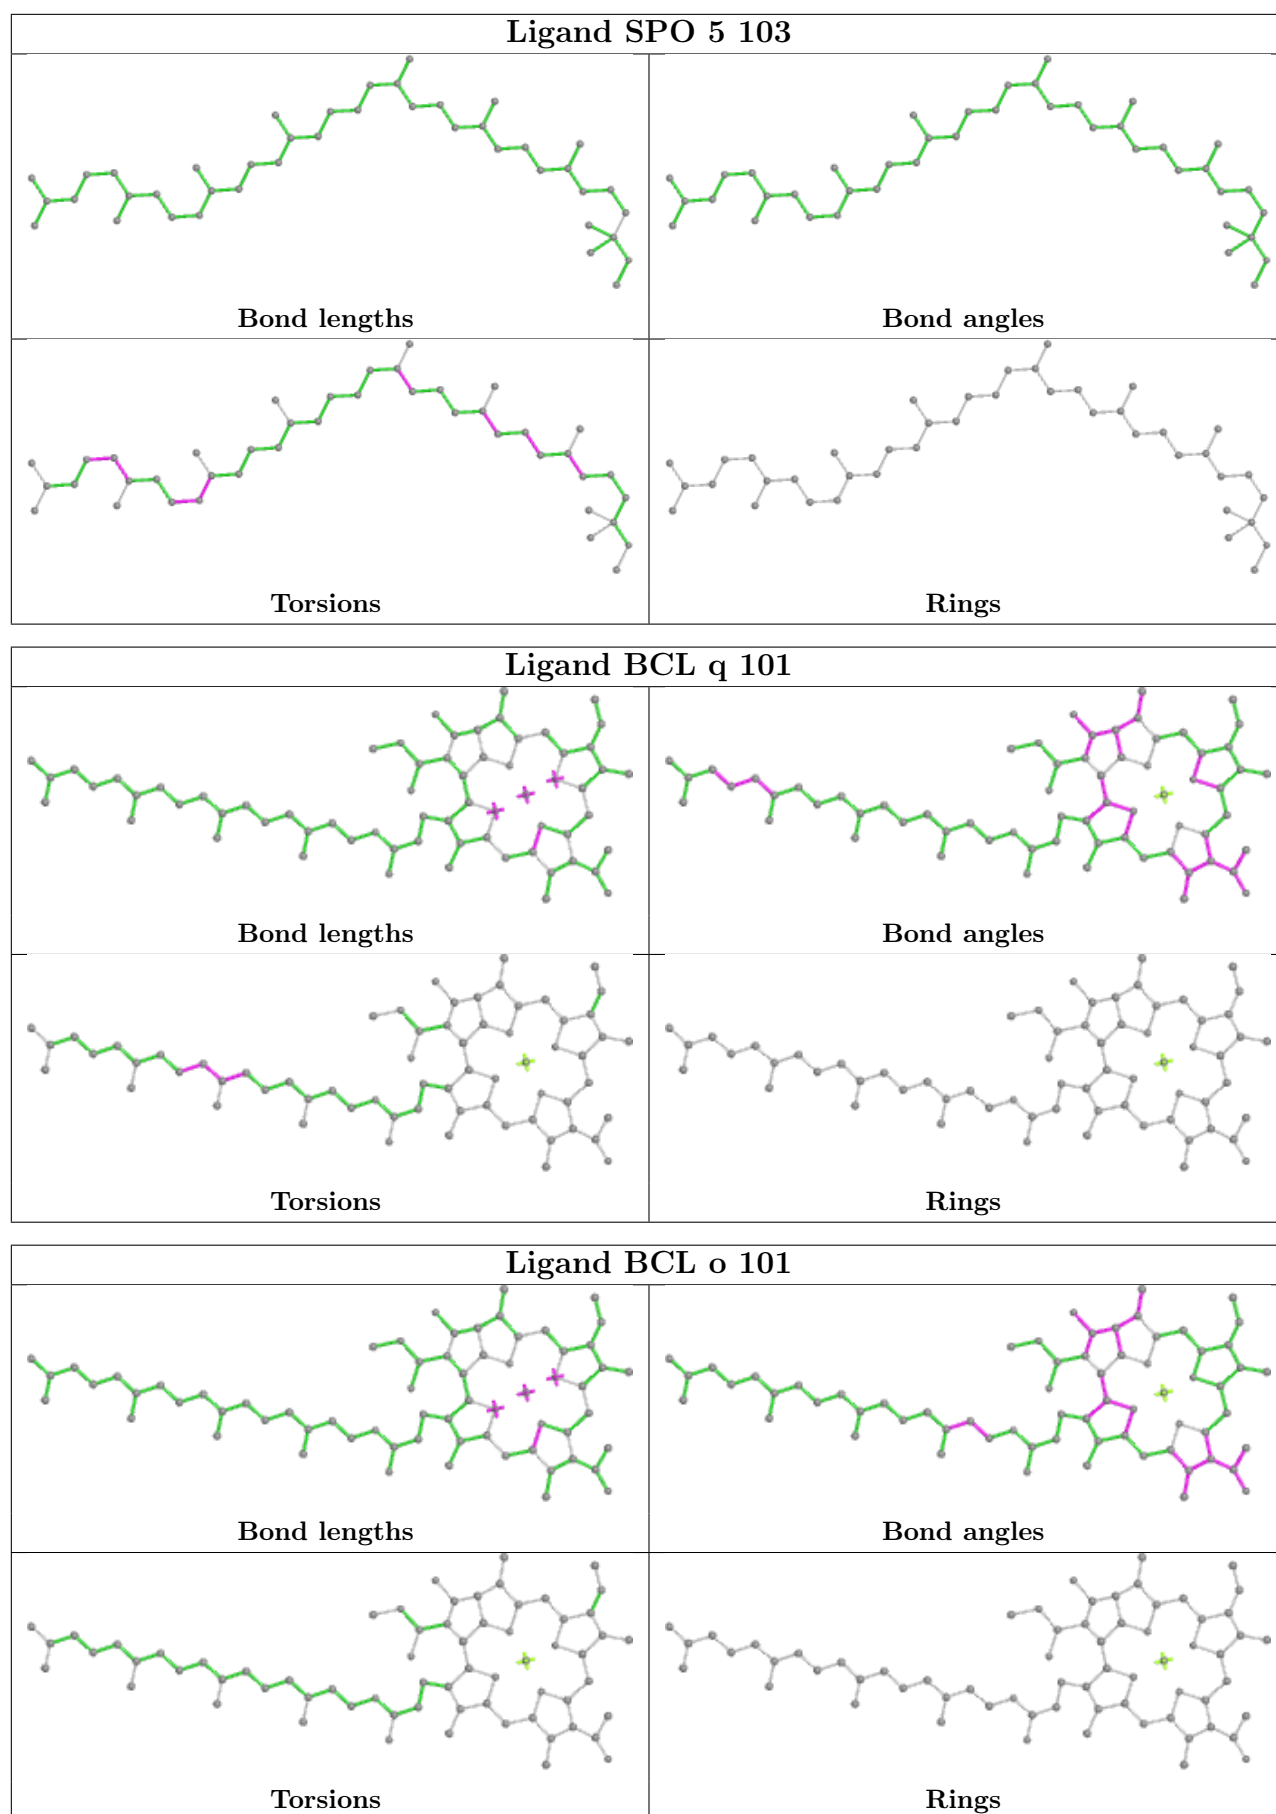 Ligand SPO 5 103
Bond lengths
Bond angles
Torsions
Rings
Ligand BCL q 101
Bond lengths
Bond angles
Torsions
Rings
Ligand BCL o 101
Bond lengths
Bond angles
Torsions
Rings